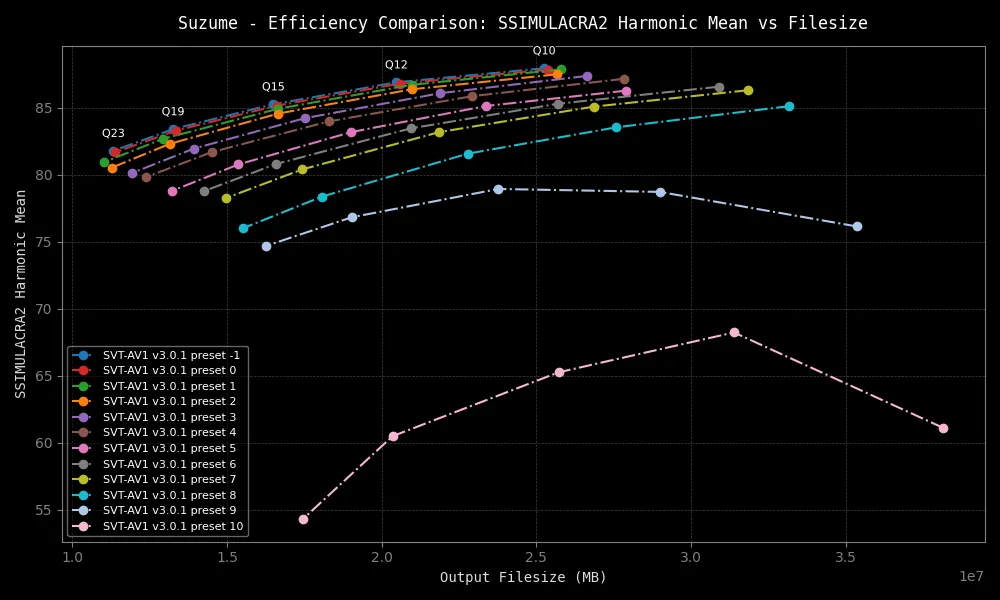 Suzume - Efficiency Comparison: SSIMULACRA2 Harmonic Mean vs Filesize
Q10
Q12
Q15
Q19
Q23
85
80
75
70
65
60
55
SSIMULACRA2 Harmonic Mean
SVT-AV1 v3.0.1 preset -1
SVT-AV1 v3.0.1 preset 0
SVT-AV1 v3.0.1 preset 1
SVT-AV1 v3.0.1 preset 2
SVT-AV1 v3.0.1 preset 3
SVT-AV1 v3.0.1 preset 4
SVT-AV1 v3.0.1 preset 5
SVT-AV1 v3.0.1 preset 6
SVT-AV1 v3.0.1 preset 7
SVT-AV1 v3.0.1 preset 8
SVT-AV1 v3.0.1 preset 9
SVT-AV1 v3.0.1 preset 10
1.0 1.5 2.0 2.5 3.0 3.5
1e7
Output Filesize (MB)